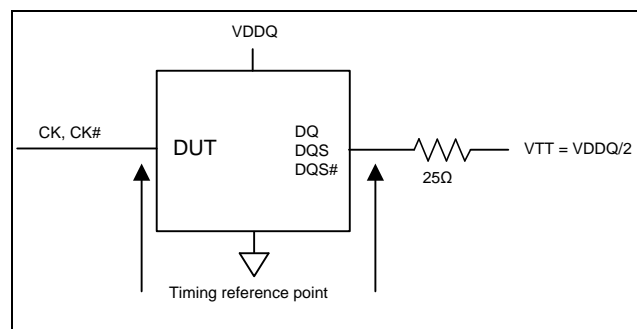 VDDQ
CK, CK#
DUT
DQ
DQS
DQS#
VTT = VDDQ/2
25Ω
Timing reference point